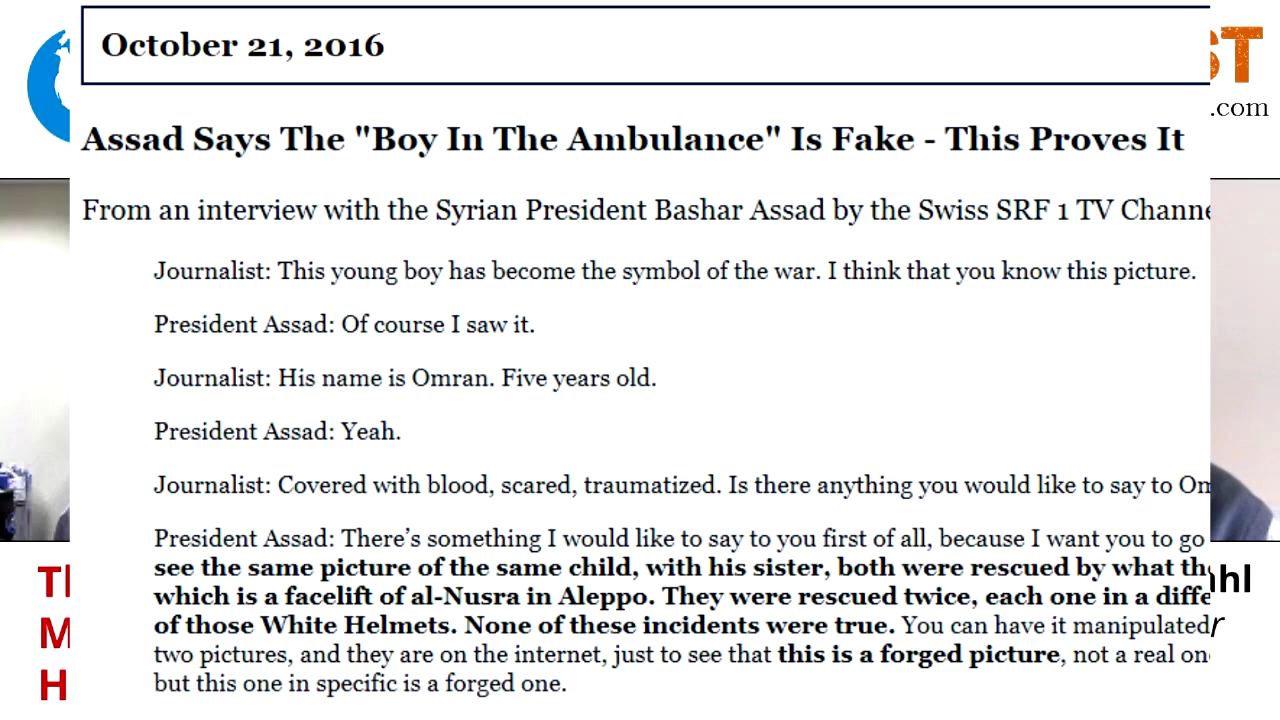 October 21, 2016
ST
.com
Assad Says The "Boy In The Ambulance" Is Fake - This Proves It
From an interview with the Syrian President Bashar Assad by the Swiss SRF 1 TV
Journalist: This young boy has become the symbol of the war. I think that you know this picture.
President Assad: Of course I saw it.
Journalist: His name is Omran. Five years old.
President Assad: Yeah.
Journalist: Covered with blood, scared, traumatized. Is there anything you would like to say to
President Assad: There's something I would like to say to you first of all, because I want you to go
see the same picture of the same child, with his sister, both were rescued by what
which is a facelift of al-Nusra in Aleppo. They were rescued twice, each one in a
of those White Helmets. None of these incidents were true. You can have it manipulated
two pictures, and they are on the internet, just to see that this is a forged picture, not a real
but this one in specific is a forged one.